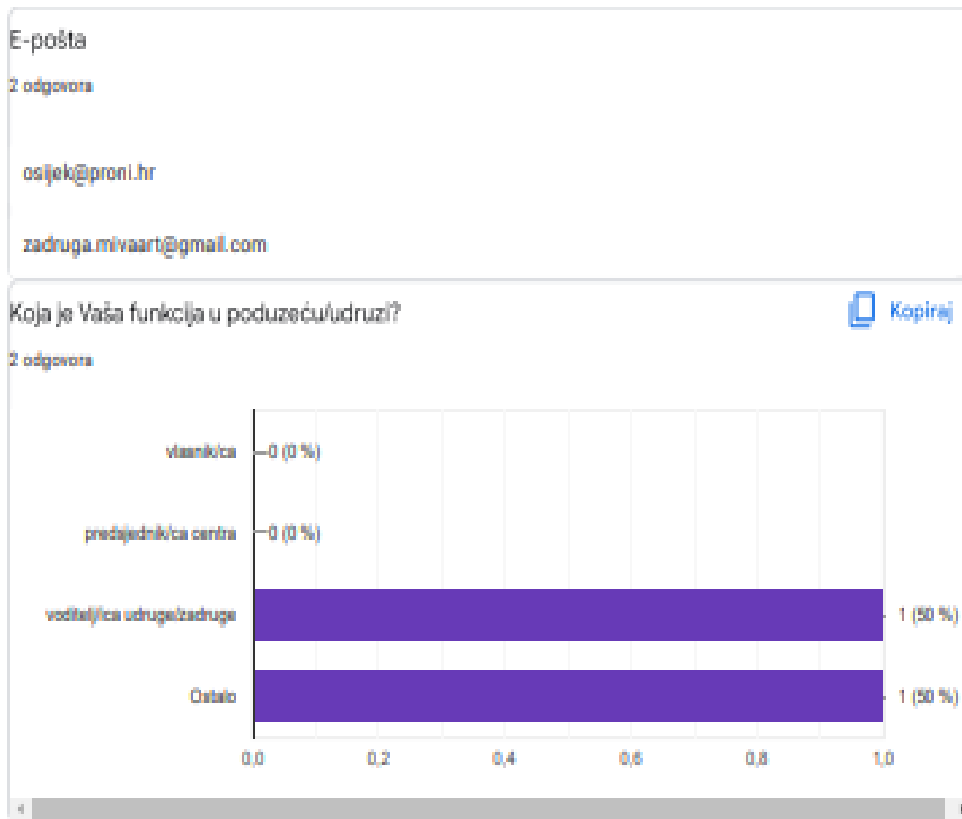 E-pošta
2 odgovora
osijek@proni.hr
zadruga.mivaart@gmail.com
Koja je Vaša funkcija u poduzeću/udruzi?
Kopiraj
2 odgovora
vlasnik/ca
0 (0 %)
predsjednik/ca centra
0 (0 %)
voditelj/ica udruge/zadruge
1 (50 %)
Ostalo
1 (50 %)
0,0 0,2 0,4 0,6 0,8 1,0